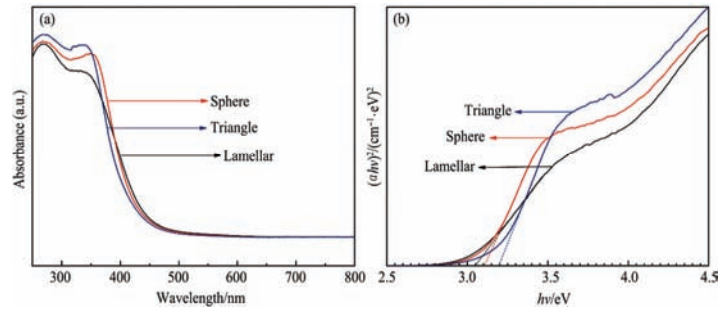 (a)
Sphere
Triangle
Lamellar
Absorbance (a.u.)
300 400 500 600 700 800
Wavelength/nm
(b)
Triangle
Sphere
Lamellar
(αhν)²/(cm⁻¹·eV)²
2.5 3.0 3.5 4.0 4.5
hν/eV